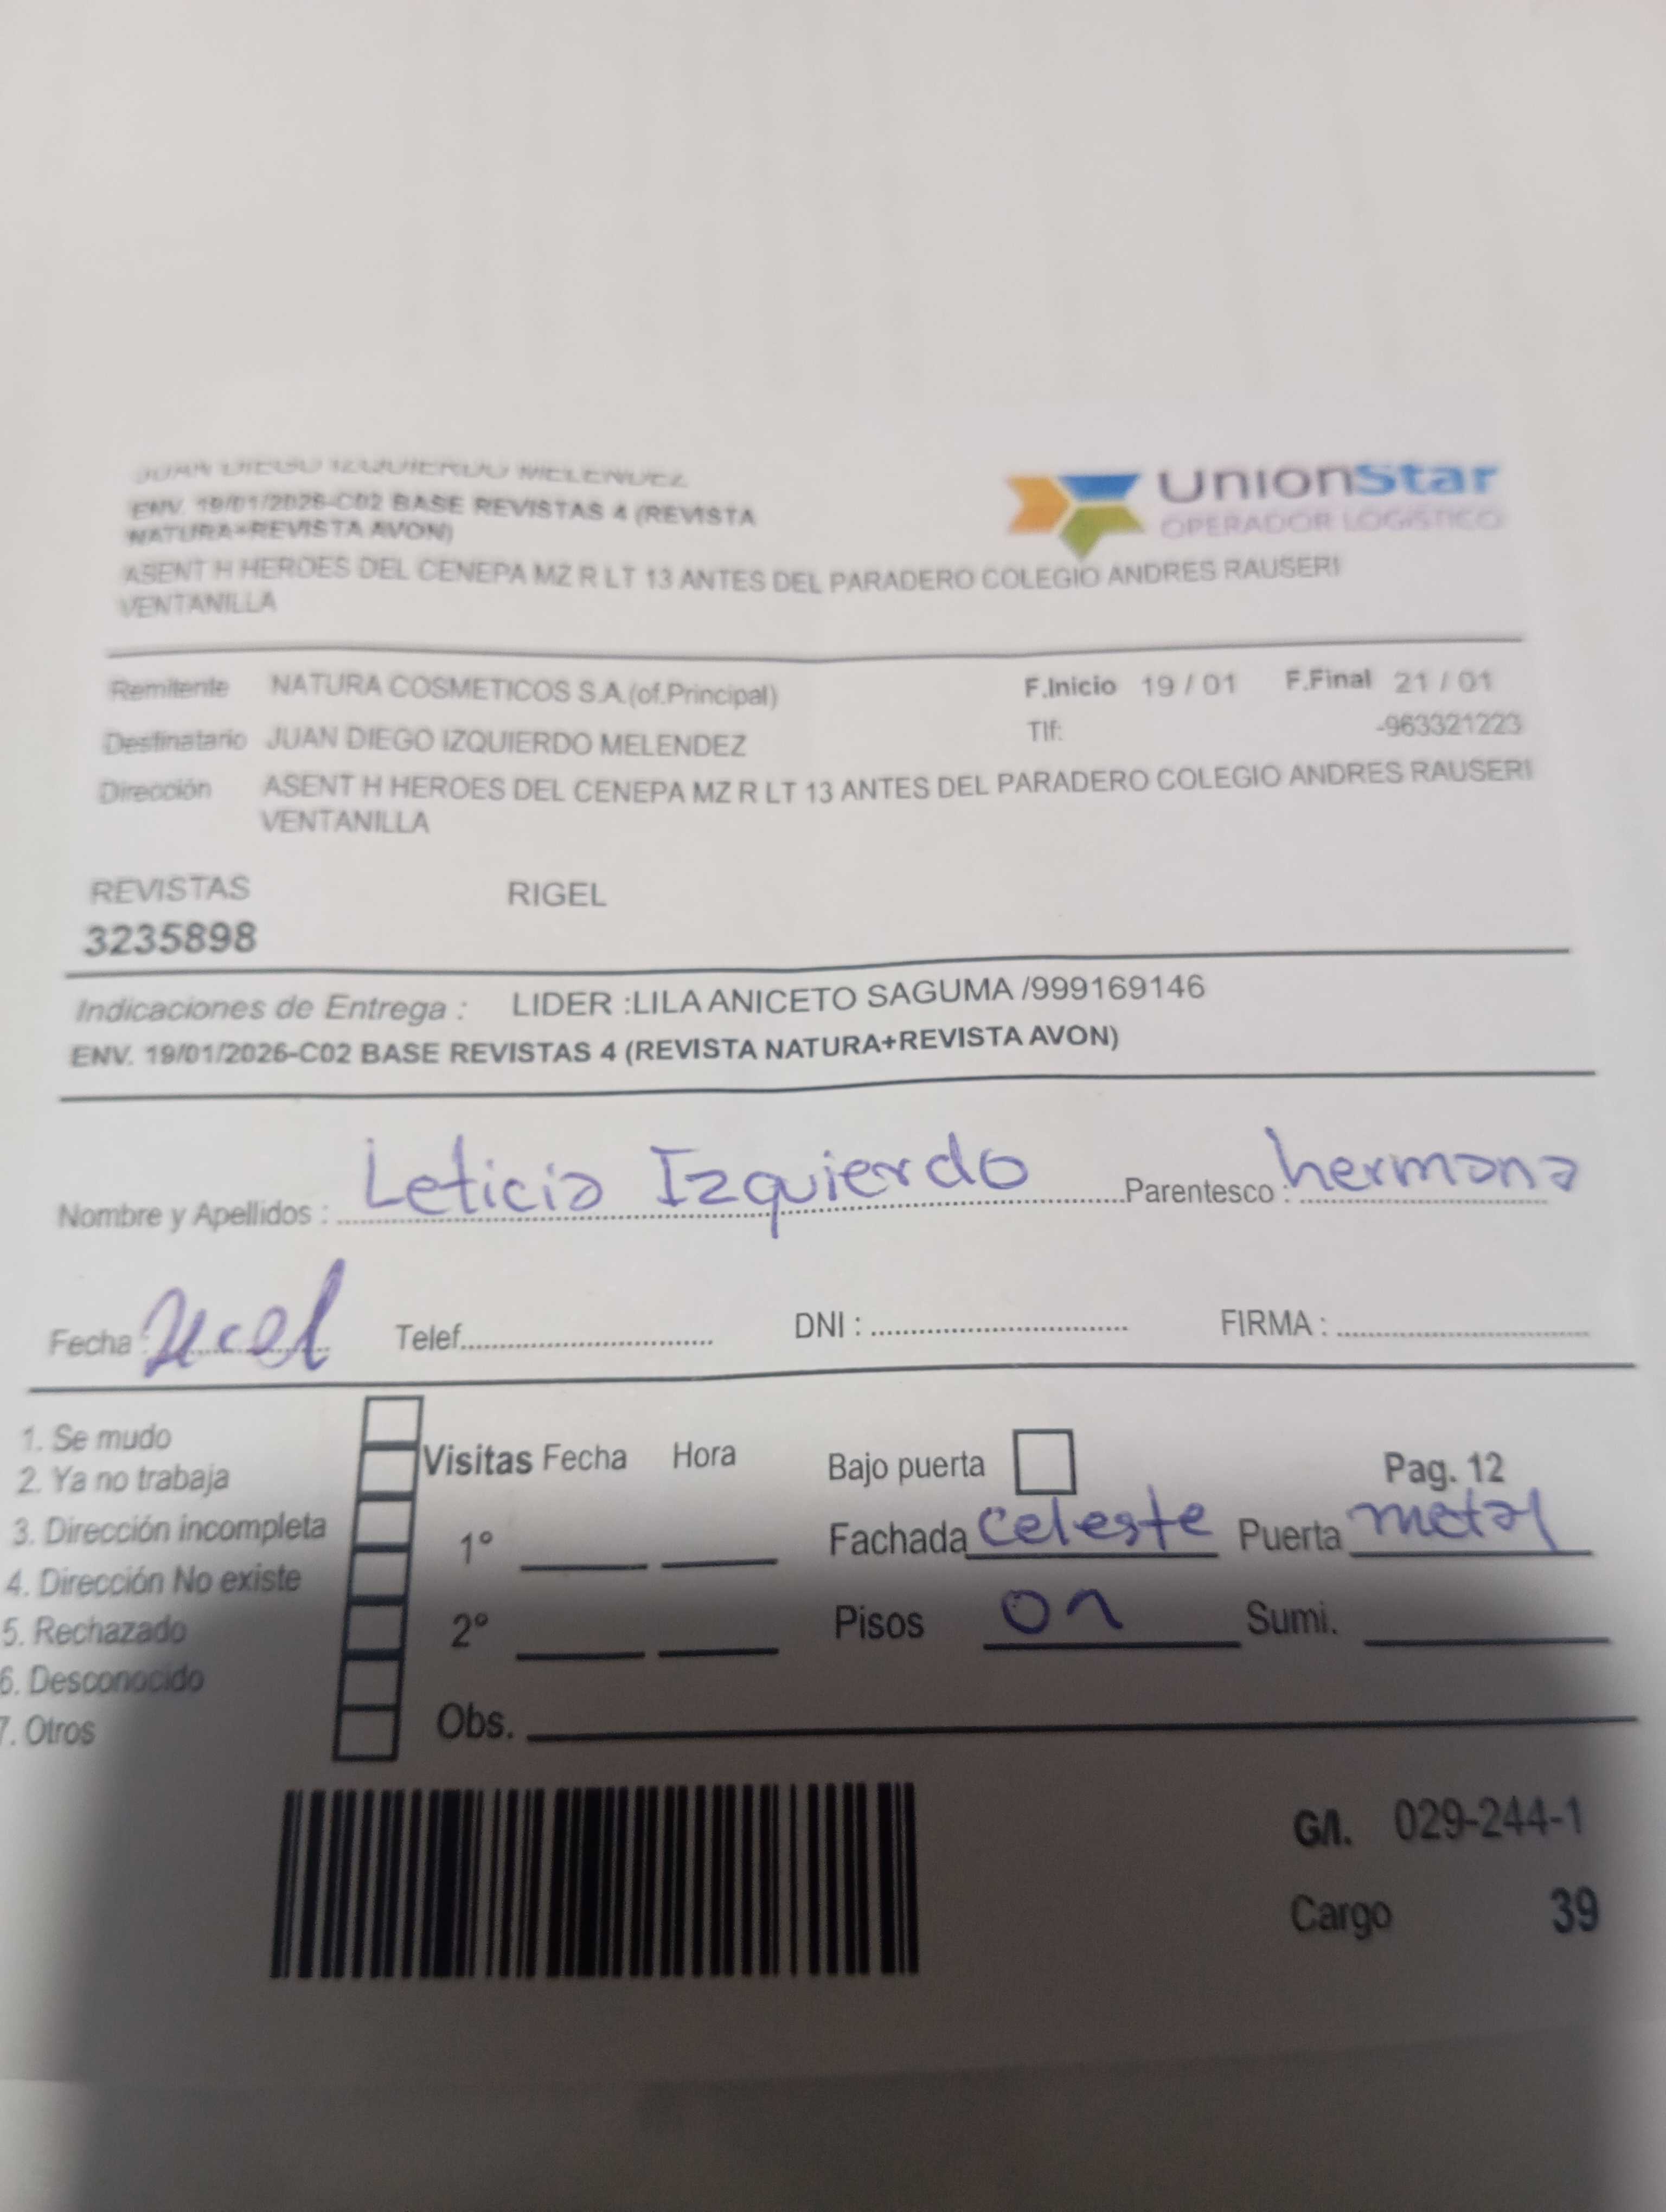 JUAN DIEGO IZQUIERDO MELENDEZ
UnionStar
ENV. 19/01/2026-C02 BASE REVISTAS 4 (REVISTA
OPERADOR LOGÍSTICO
NATURA+REVISTA AVON)
ASENT H HEROES DEL CENEPA MZ R LT 13 ANTES DEL PARADERO COLEGIO ANDRES RAUSERI
VENTANILLA
Remitente NATURA COSMETICOS S.A.(of.Principal) F.Inicio 19 / 01 F.Final 21 / 01
Destinatario JUAN DIEGO IZQUIERDO MELENDEZ Tlf: -963321223
Dirección ASENT H HEROES DEL CENEPA MZ R LT 13 ANTES DEL PARADERO COLEGIO ANDRES RAUSERI
VENTANILLA
REVISTAS RIGEL
3235898
Indicaciones de Entrega : LIDER :LILA ANICETO SAGUMA /999169146
ENV. 19/01/2026-C02 BASE REVISTAS 4 (REVISTA NATURA+REVISTA AVON)
Nombre y Apellidos : Leticia Izquierdo Parentesco : hermana
Fecha : Telef. DNI : FIRMA :
1. Se mudo
2. Ya no trabaja
3. Dirección incompleta
4. Dirección No existe
5. Rechazado
6. Desconocido
7. Otros
Visitas Fecha Hora
1º
2º
Obs.
Bajo puerta Pag. 12
Fachada celeste Puerta metal
Pisos 01 Sumi.
G/I. 029-244-1
Cargo 39